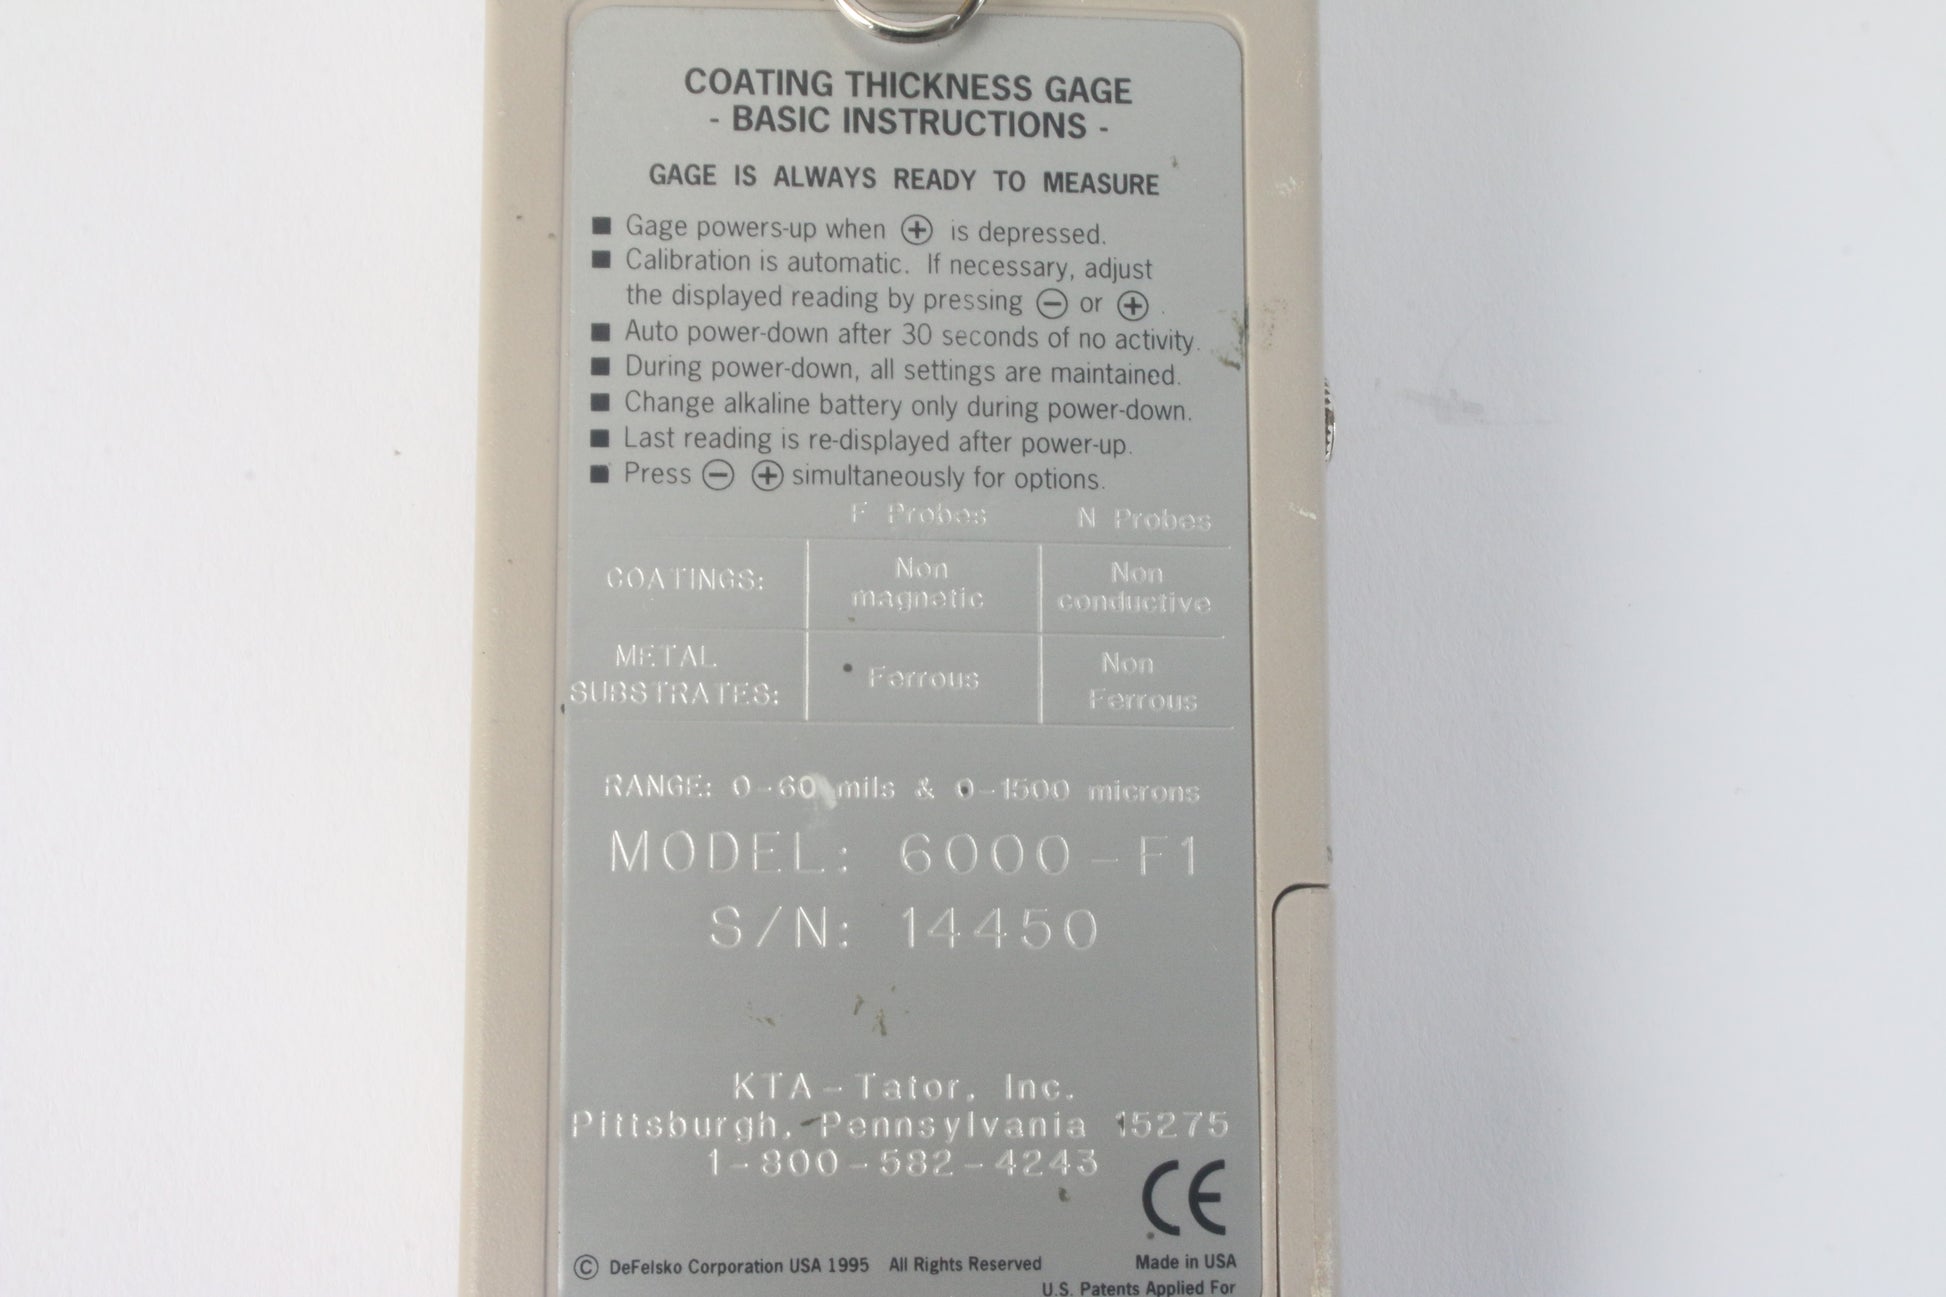 COATING THICKNESS GAGE
- BASIC INSTRUCTIONS -
GAGE IS ALWAYS READY TO MEASURE
■ Gage powers-up when ⊕ is depressed.
■ Calibration is automatic. If necessary, adjust
the displayed reading by pressing ⊖ or ⊕ .
■ Auto power-down after 30 seconds of no activity.
■ During power-down, all settings are maintained.
■ Change alkaline battery only during power-down.
■ Last reading is re-displayed after power-up.
■ Press ⊖ ⊕ simultaneously for options.
F Probes N Probes
COATINGS: Non magnetic Non conductive
METAL SUBSTRATES: Ferrous Non Ferrous
RANGE: 0-60 mils & 0-1500 microns
MODEL: 6000-F1
S/N: 14450
KTA-Tator, Inc.
Pittsburgh, Pennsylvania 15275
1-800-582-4243
CE
© DeFelsko Corporation USA 1995 All Rights Reserved Made in USA
U.S. Patents Applied For